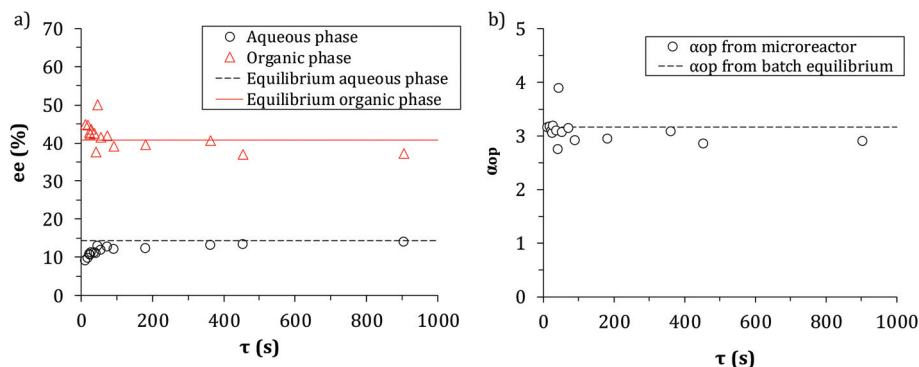 a)
70
60
50
40
30
20
10
0
ee (%)
0 200 400 600 800 1000
τ (s)
Aqueous phase
Organic phase
Equilibrium aqueous phase
Equilibrium organic phase
b)
5
4
3
2
1
0
αop
0 200 400 600 800 1000
τ (s)
αop from microreactor
αop from batch equilibrium